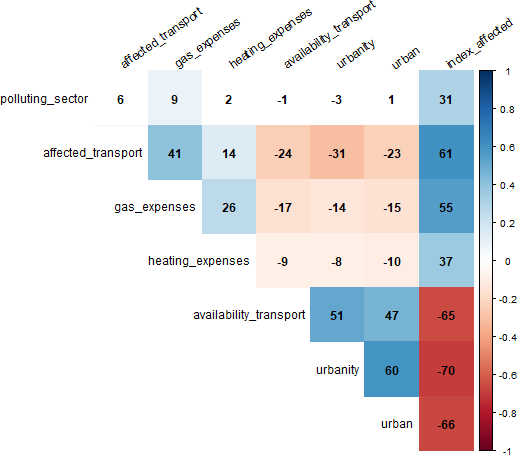 affected_transport gas_expenses heating_expenses availability_transport urbanity urban index_affected
polluting_sector 6 9 2 -1 -3 1 31
affected_transport 41 14 -24 -31 -23 61
gas_expenses 26 -17 -14 -15 55
heating_expenses -9 -8 -10 37
availability_transport 51 47 -65
urbanity 60 -70
urban -66
1
0.8
0.6
0.4
0.2
0
-0.2
-0.4
-0.6
-0.8
-1